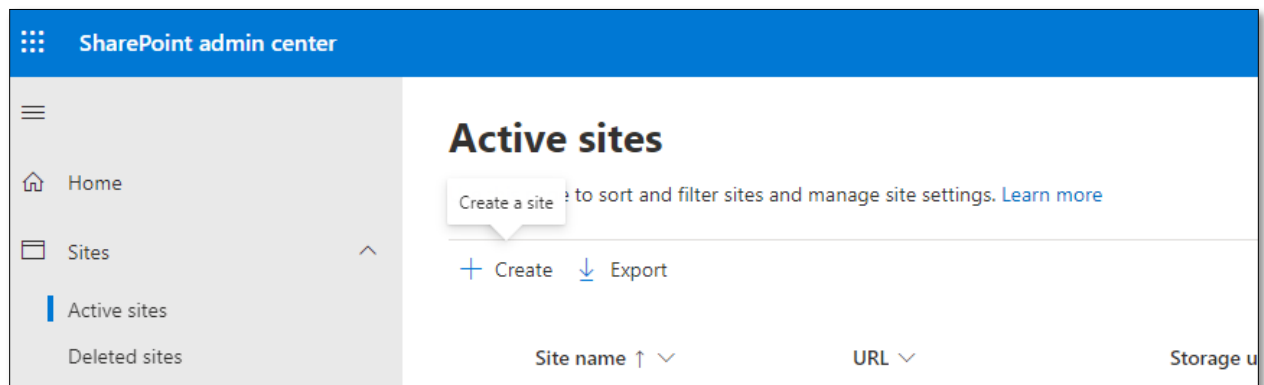 SharePoint admin center
Home
Sites
Active sites
Deleted sites
Active sites
Create a site
to sort and filter sites and manage site settings. Learn more
Create
Export
Site name
URL
Storage u